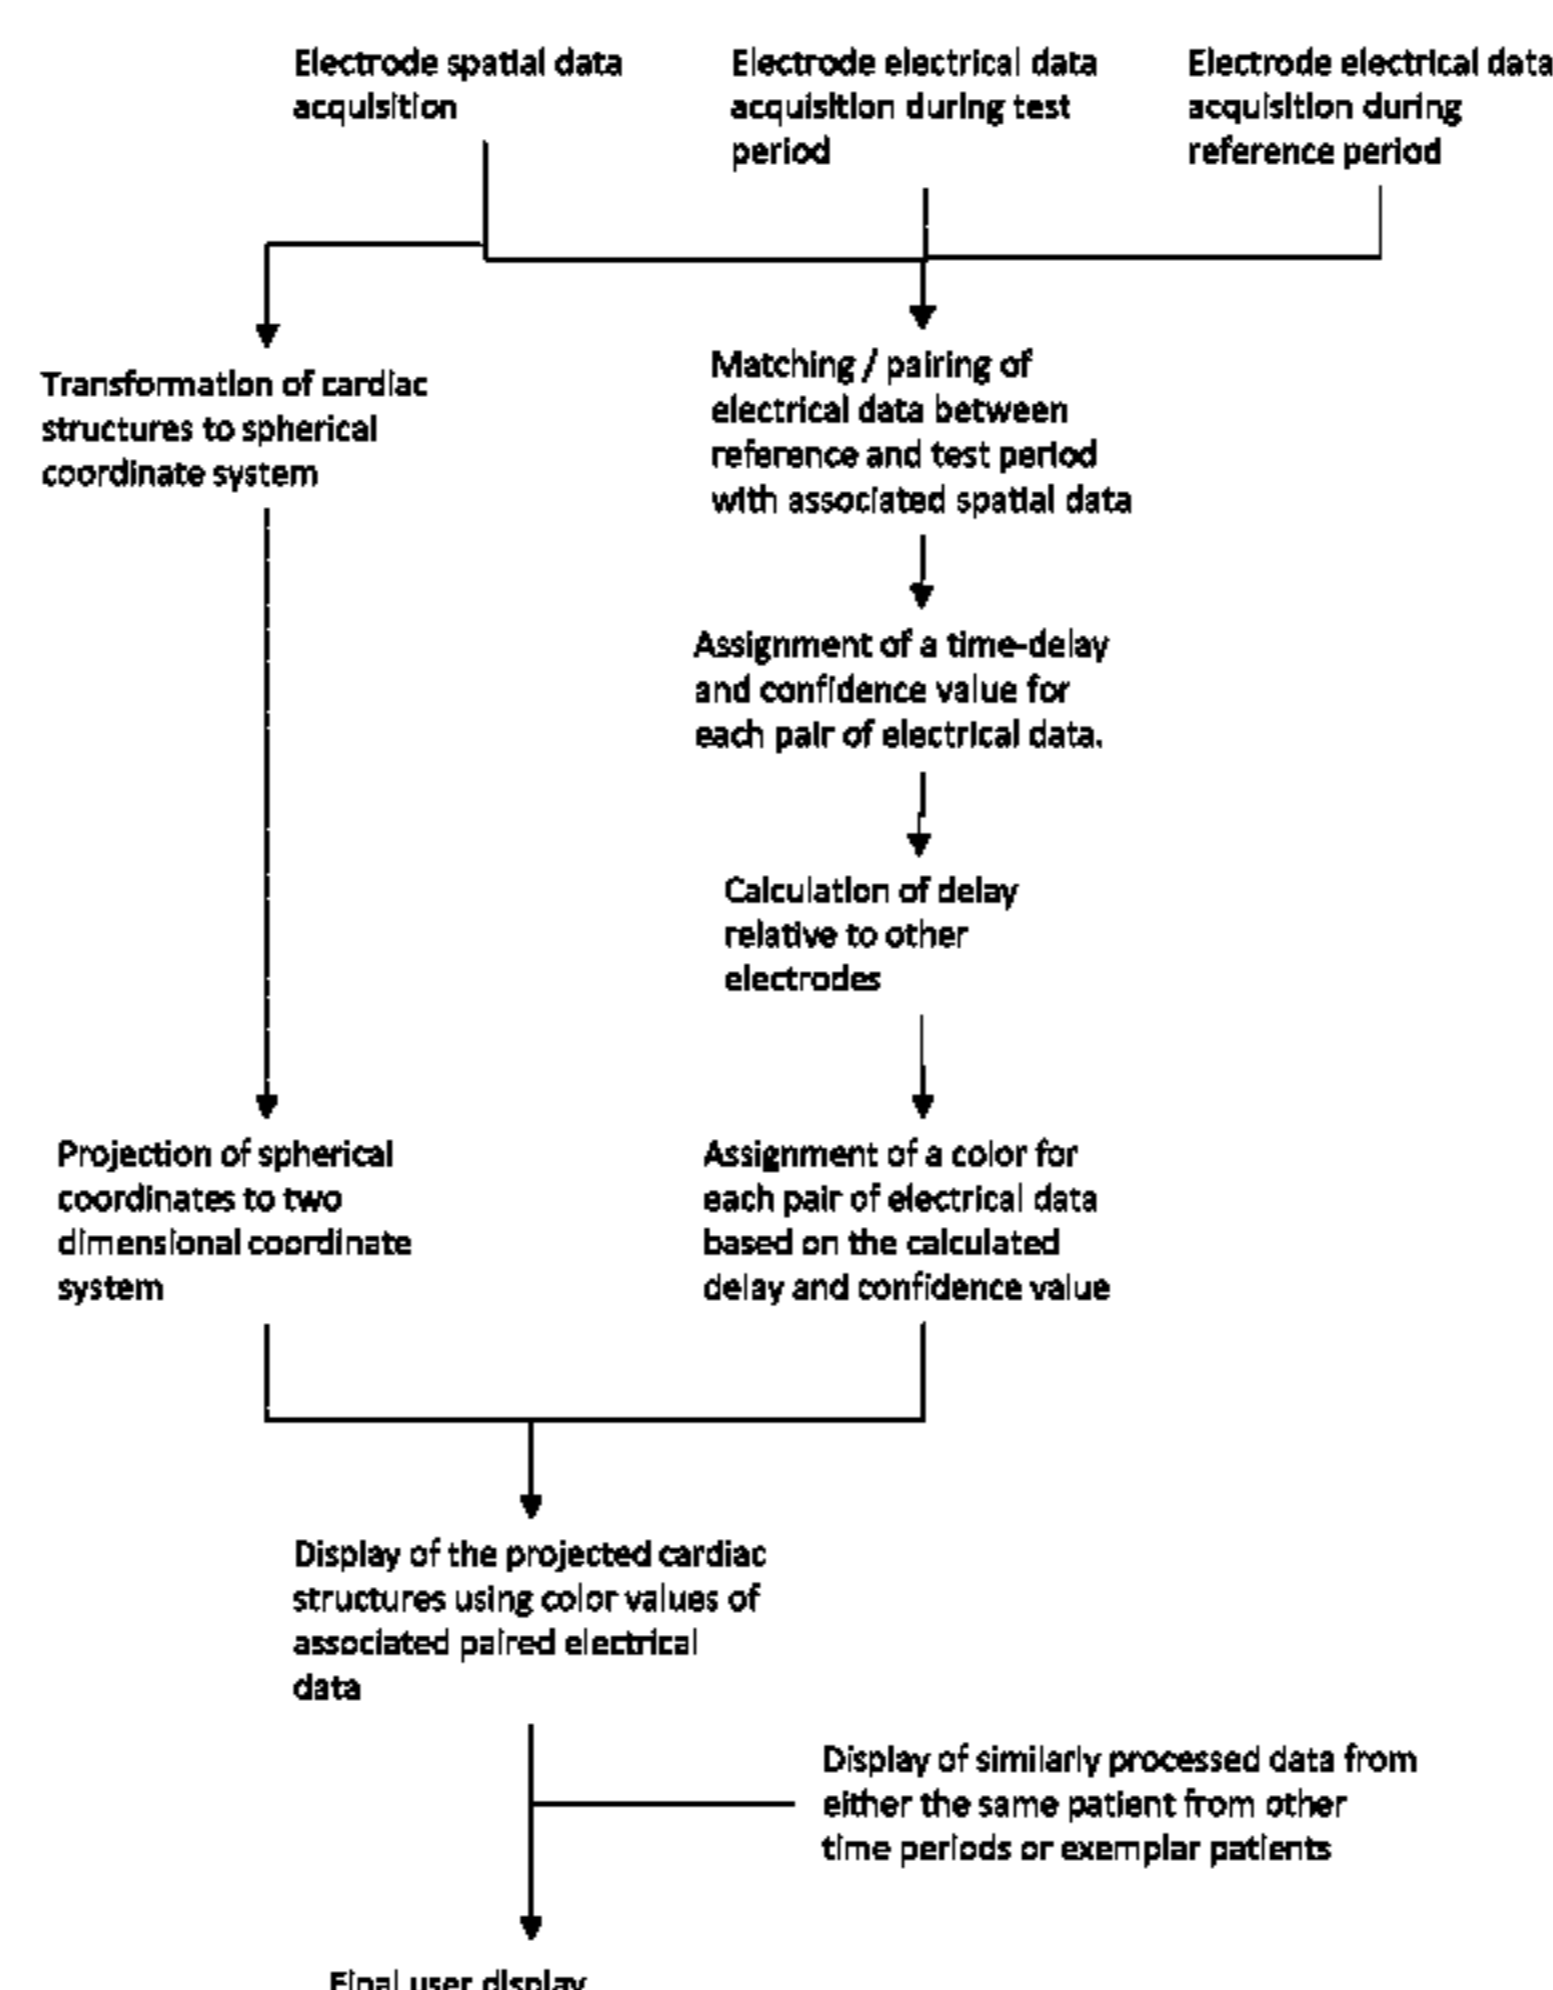 Electrode spatial data
acquisition
Electrode electrical data
acquisition during test
period
Electrode electrical data
acquisition during
reference period
Transformation of cardiac
structures to spherical
coordinate system
Matching / pairing of
electrical data between
reference and test period
with associated spatial data
Assignment of a time-delay
and confidence value for
each pair of electrical data.
Calculation of delay
relative to other
electrodes
Projection of spherical
coordinates to two
dimensional coordinate
system
Assignment of a color for
each pair of electrical data
based on the calculated
delay and confidence value
Display of the projected cardiac
structures using color values of
associated paired electrical
data
Display of similarly processed data from
either the same patient from other
time periods or exemplar patients
Final user display